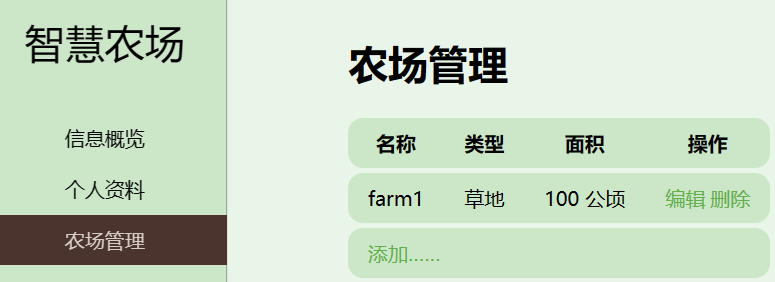 智慧农场
信息概览
个人资料
农场管理
农场管理
名称 类型 面积 操作
farm1 草地 100 公顷 编辑 删除
添加......